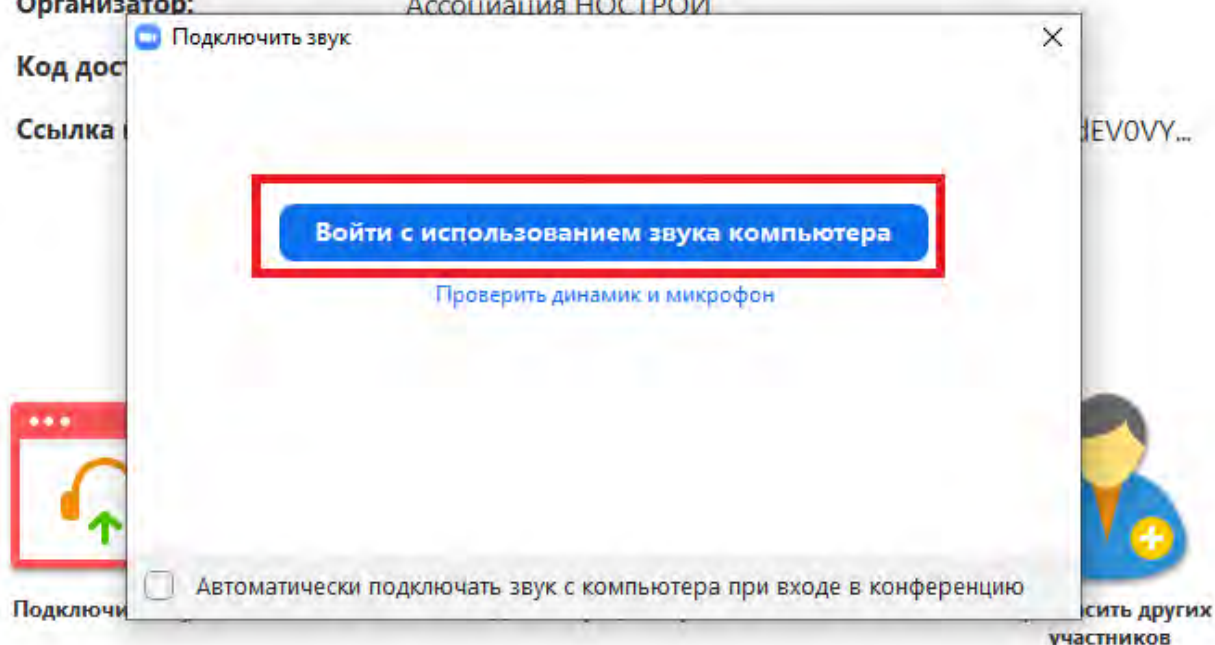 Организатор:
Ассоциация НОСТРОЙ
Подключить звук
Код дос
Ссылка
dEV0VY...
Войти с использованием звука компьютера
Проверить динамик и микрофон
Автоматически подключать звук с компьютера при входе в конференцию
Подключи
сить других
участников